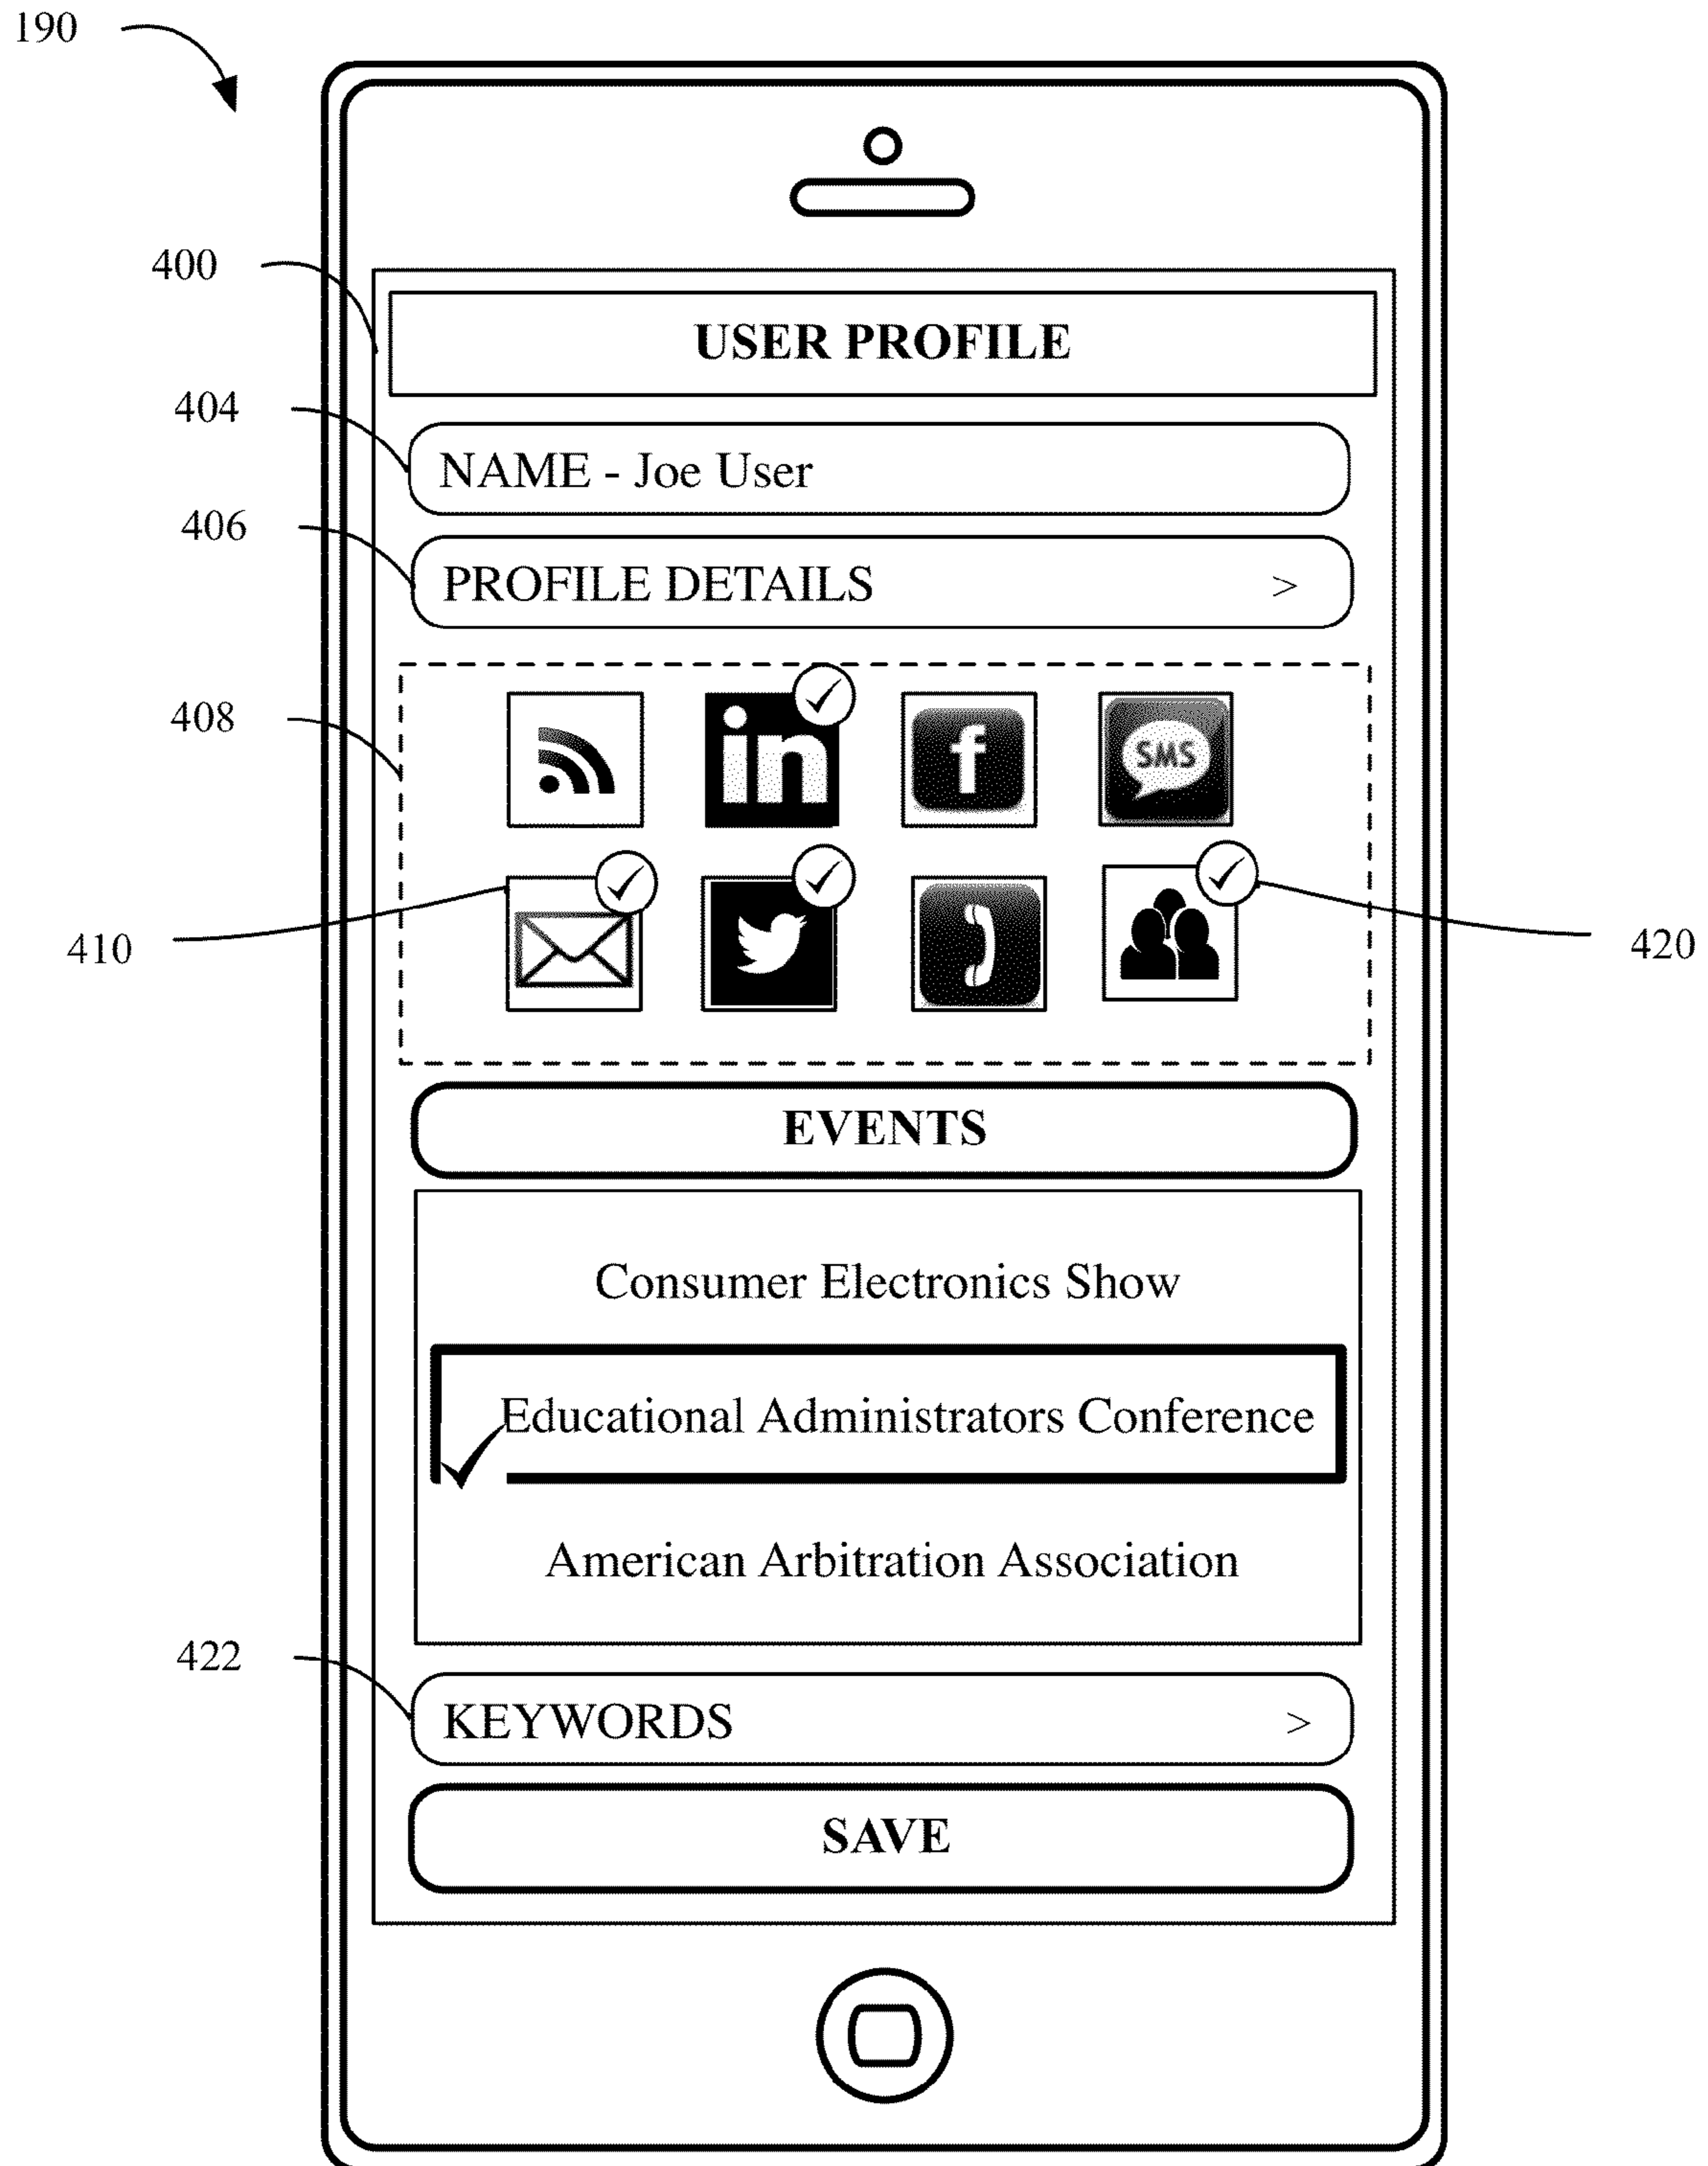 190
400
USER PROFILE
404
NAME - Joe User
406
PROFILE DETAILS >
408
in
f
SMS
410
420
EVENTS
Consumer Electronics Show
Educational Administrators Conference
American Arbitration Association
422
KEYWORDS >
SAVE